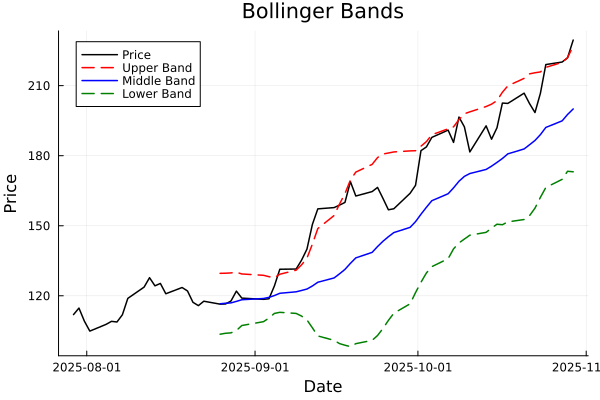 Bollinger Bands
Price
Upper Band
Middle Band
Lower Band
Price
210
180
150
120
2025-08-01
2025-09-01
2025-10-01
2025-11
Date